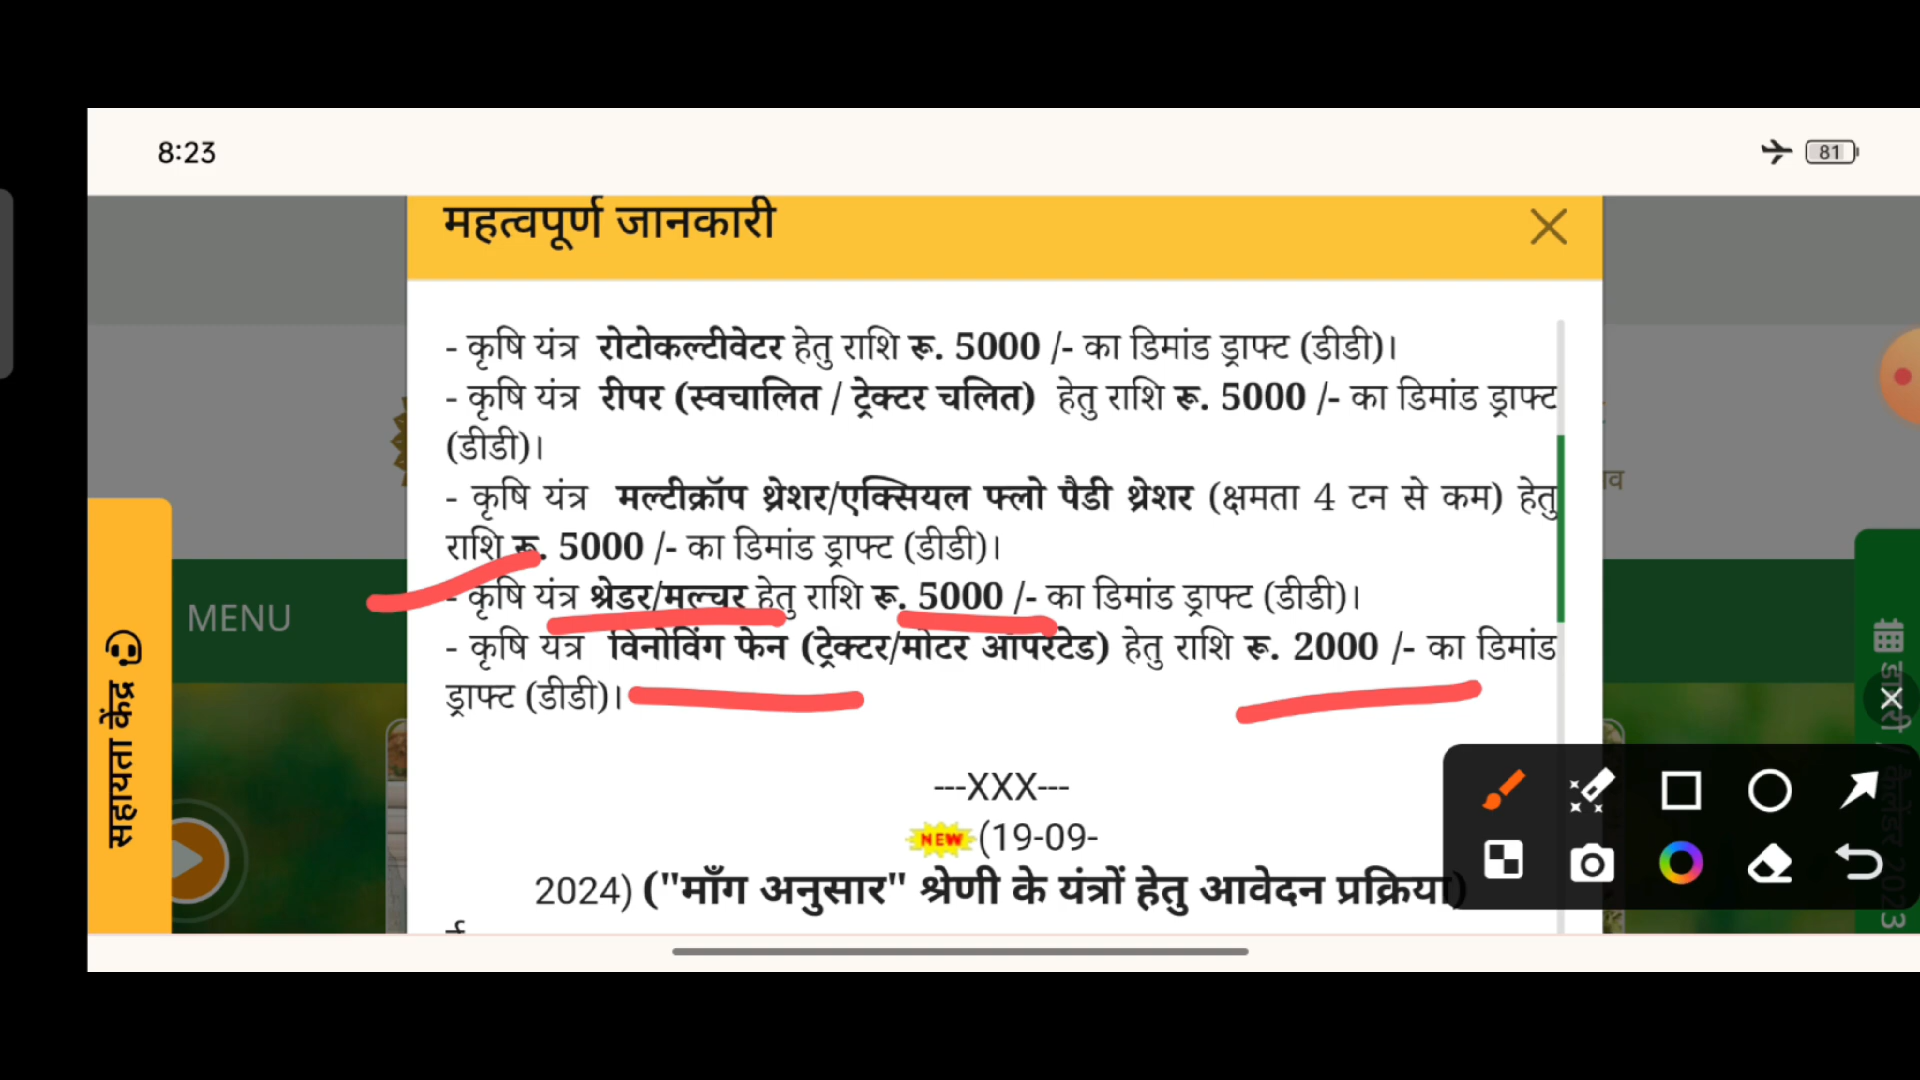 8:23
81
महत्वपूर्ण जानकारी
- कृषि यंत्र रोटोकल्टीवेटर हेतु राशि रू. 5000 /- का डिमांड ड्राफ्ट (डीडी)।
- कृषि यंत्र रीपर (स्वचालित / ट्रेक्टर चलित) हेतु राशि रू. 5000 /- का डिमांड ड्राफ्ट
(डीडी)।
- कृषि यंत्र मल्टीक्रॉप थ्रेशर/एक्सियल फ्लो पैडी थ्रेशर (क्षमता 4 टन से कम) हेतु
राशि रू. 5000 /- का डिमांड ड्राफ्ट (डीडी)।
- कृषि यंत्र श्रेडर/मल्चर हेतु राशि रू. 5000 /- का डिमांड ड्राफ्ट (डीडी)।
- कृषि यंत्र विनोविंग फेन (ट्रेक्टर/मोटर ऑपरेटेड) हेतु राशि रू. 2000 /- का डिमांड
ड्राफ्ट (डीडी)।
---XXX---
NEW (19-09-
2024) ("माँग अनुसार" श्रेणी के यंत्रों हेतु आवेदन प्रक्रिया)
MENU
सहायता केंद्र
2023